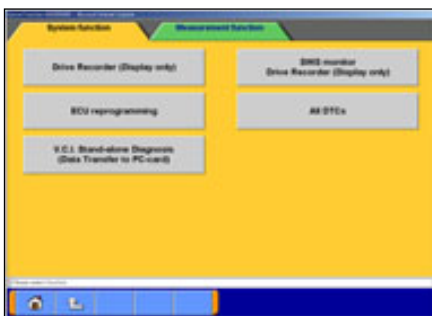 System function
Measurement function
Drive Recorder (Display only)
SWS monitor
Drive Recorder (Display only)
ECU reprogramming
All DTCs
V.C.I. Stand-alone Diagnosis
(Data Transfer to PC-card)